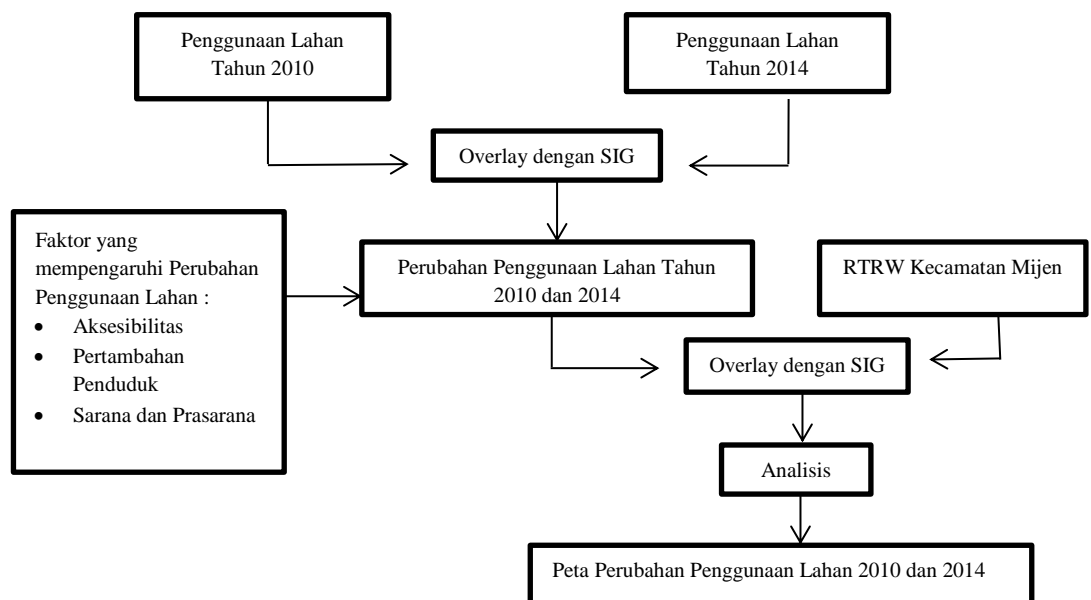 Penggunaan Lahan
Tahun 2010
Penggunaan Lahan
Tahun 2014
Overlay dengan SIG
Faktor yang
mempengaruhi Perubahan
Penggunaan Lahan :
• Aksesibilitas
• Pertambahan
Penduduk
• Sarana dan Prasarana
Perubahan Penggunaan Lahan Tahun
2010 dan 2014
RTRW Kecamatan Mijen
Overlay dengan SIG
Analisis
Peta Perubahan Penggunaan Lahan 2010 dan 2014